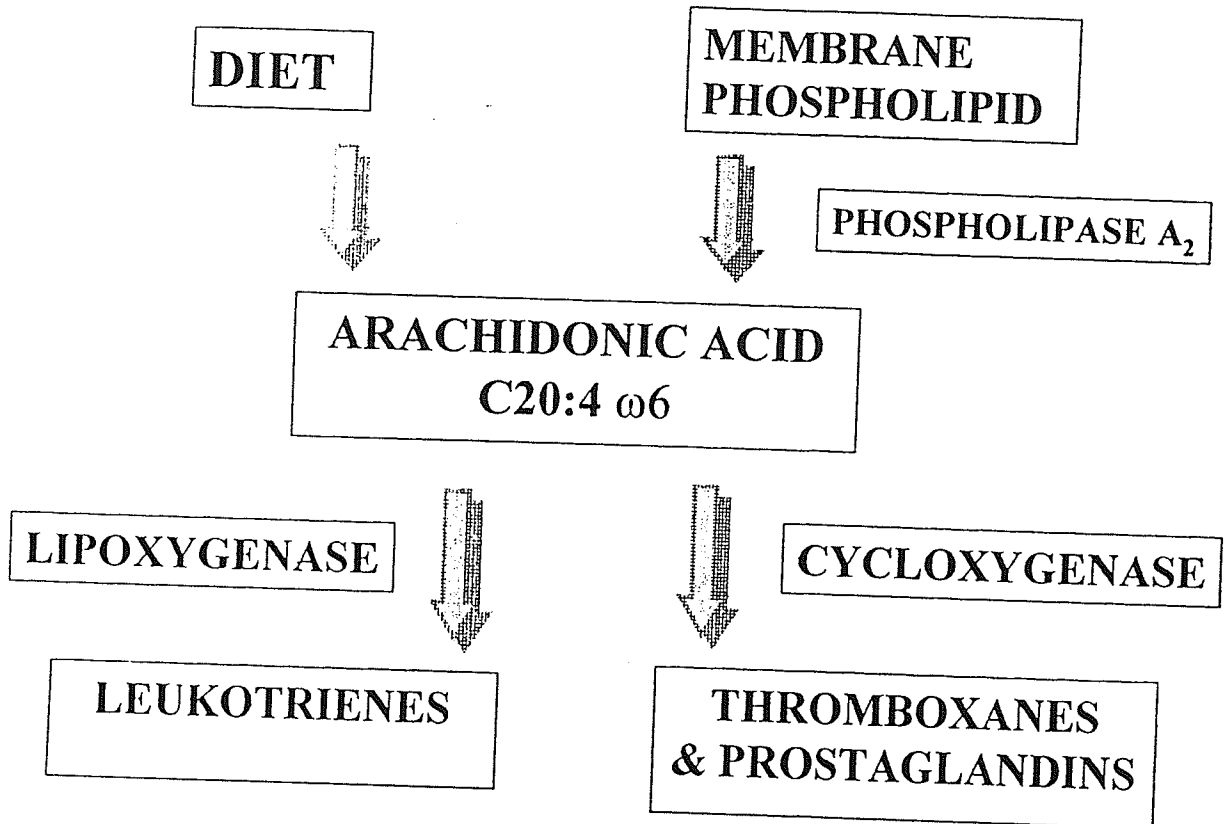 DIET
MEMBRANE
PHOSPHOLIPID
PHOSPHOLIPASE A₂
ARACHIDONIC ACID
C20:4 ω6
LIPOXYGENASE
CYCLOXYGENASE
LEUKOTRIENES
THROMBOXANES
& PROSTAGLANDINS